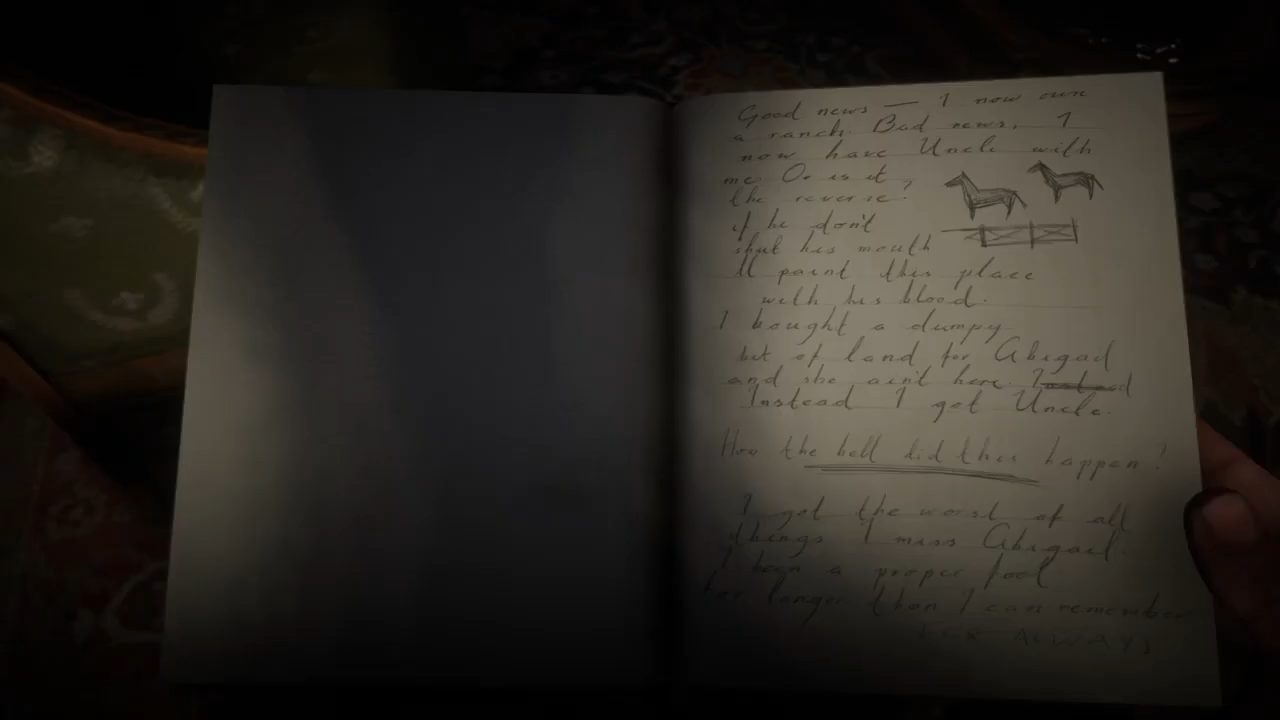 Good news — I now own
a ranch. Bad news, I
now have Uncle with
me. Or is it
the reverse?
if he don't
shut his mouth
ll paint this place
with his blood.
I bought a dumpy
bit of land for Abigail
and she ain't here. Instead
Instead I got Uncle.
How the hell did this happen?
I got the worst of all
things I miss Abigail.
I been a proper fool
for longer than I can remember
FOR ALWAYS